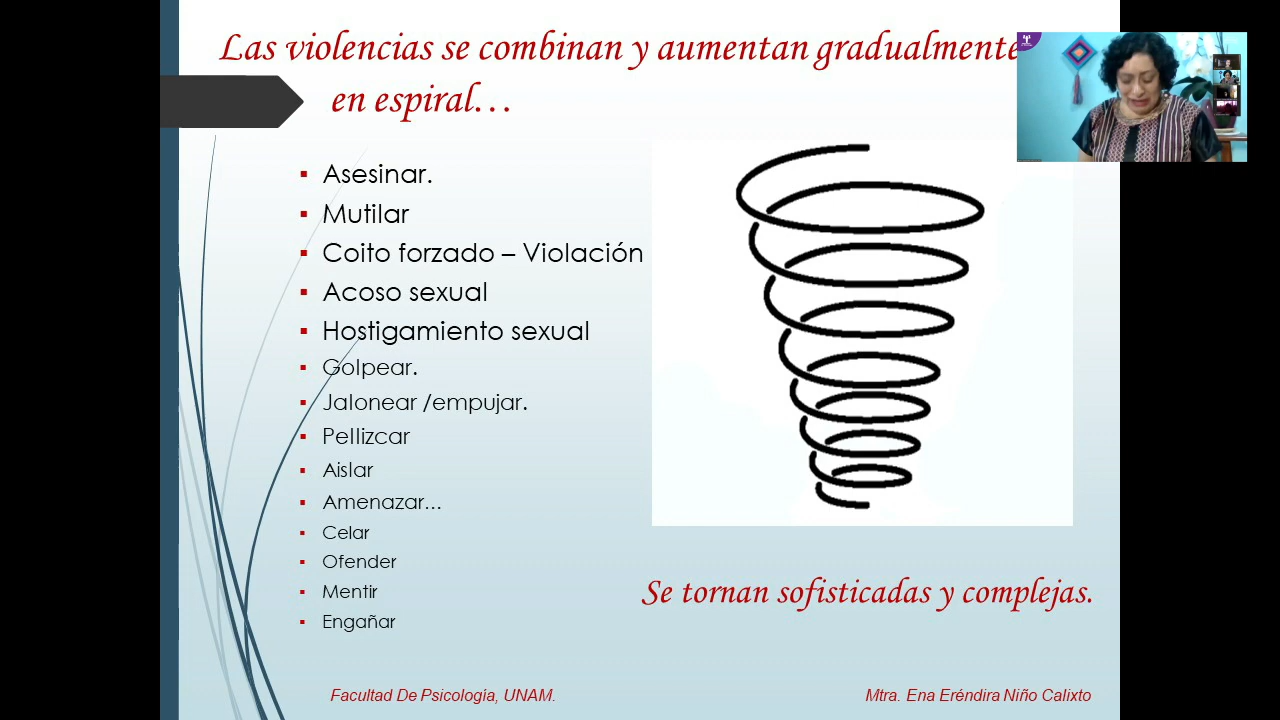 Las violencias se combinan y aumentan gradualmente
en espiral…
Asesinar.
Mutilar
Coito forzado – Violación
Acoso sexual
Hostigamiento sexual
Golpear.
Jalonear /empujar.
Pellizcar
Aislar
Amenazar...
Celar
Ofender
Mentir
Engañar
Se tornan sofisticadas y complejas.
Facultad De Psicología, UNAM.
Mtra. Ena Eréndira Niño Calixto